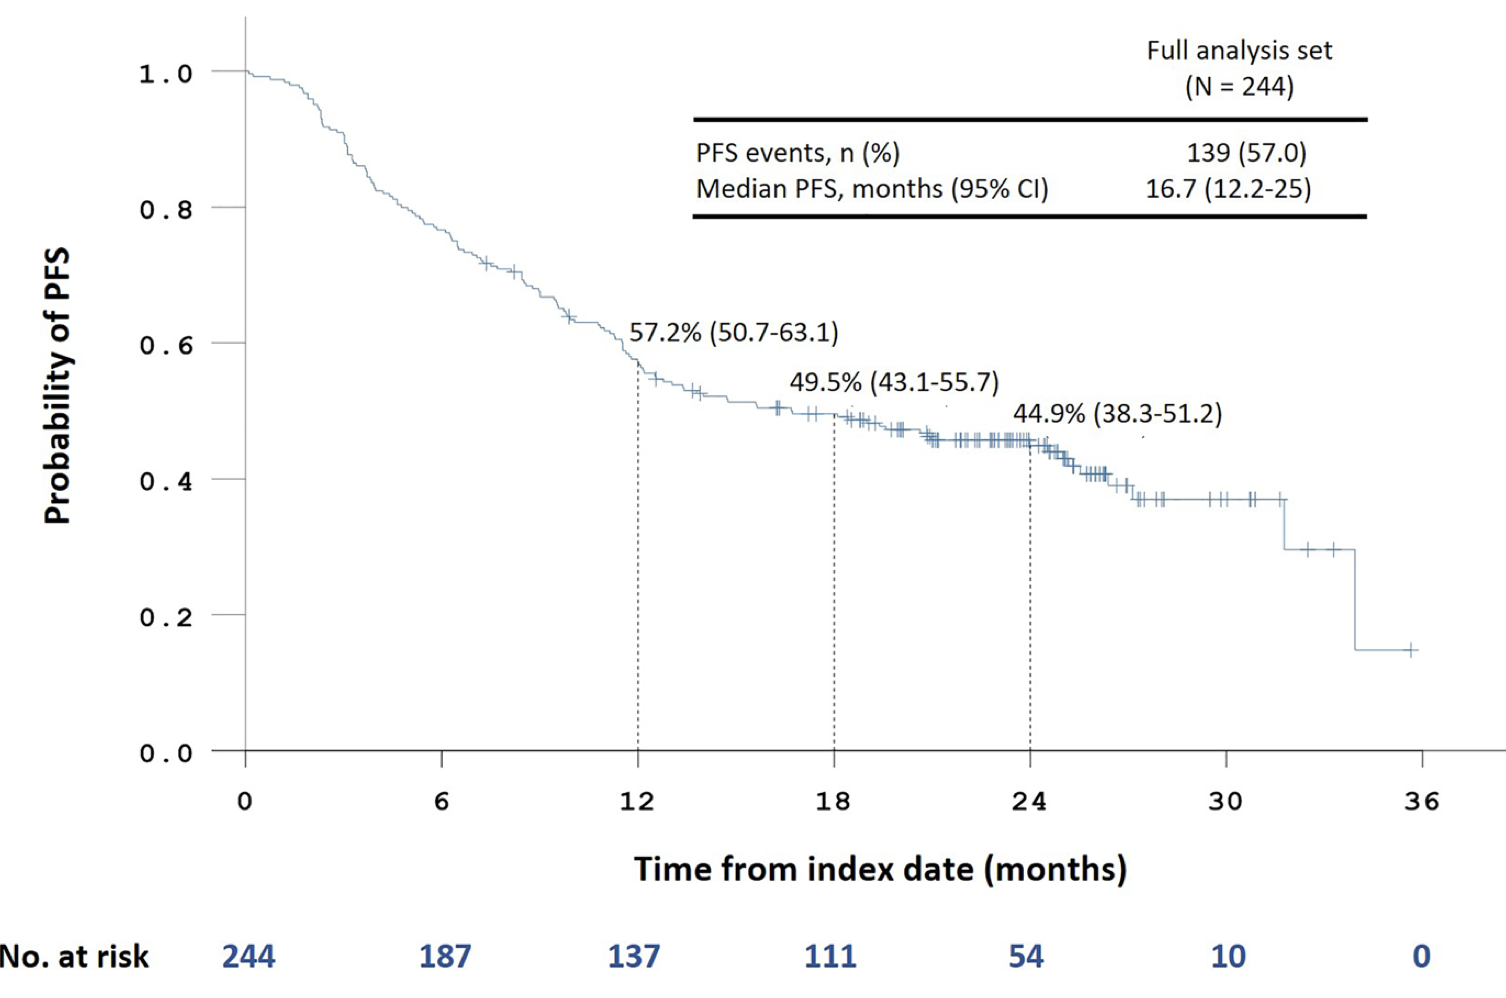 Full analysis set
(N = 244)
PFS events, n (%) 139 (57.0)
Median PFS, months (95% CI) 16.7 (12.2-25)
Probability of PFS
1.0
0.8
0.6
0.4
0.2
0.0
57.2% (50.7-63.1)
49.5% (43.1-55.7)
44.9% (38.3-51.2)
0 6 12 18 24 30 36
Time from index date (months)
No. at risk 244 187 137 111 54 10 0